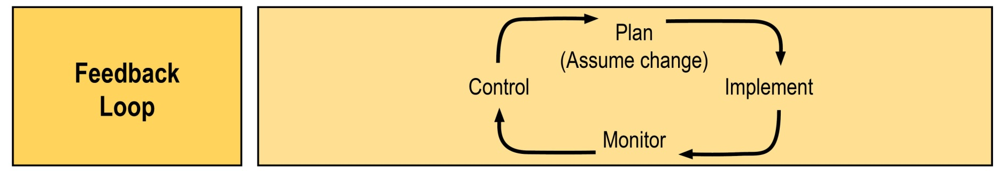 Feedback
Loop
Plan
(Assume change)
Control
Implement
Monitor